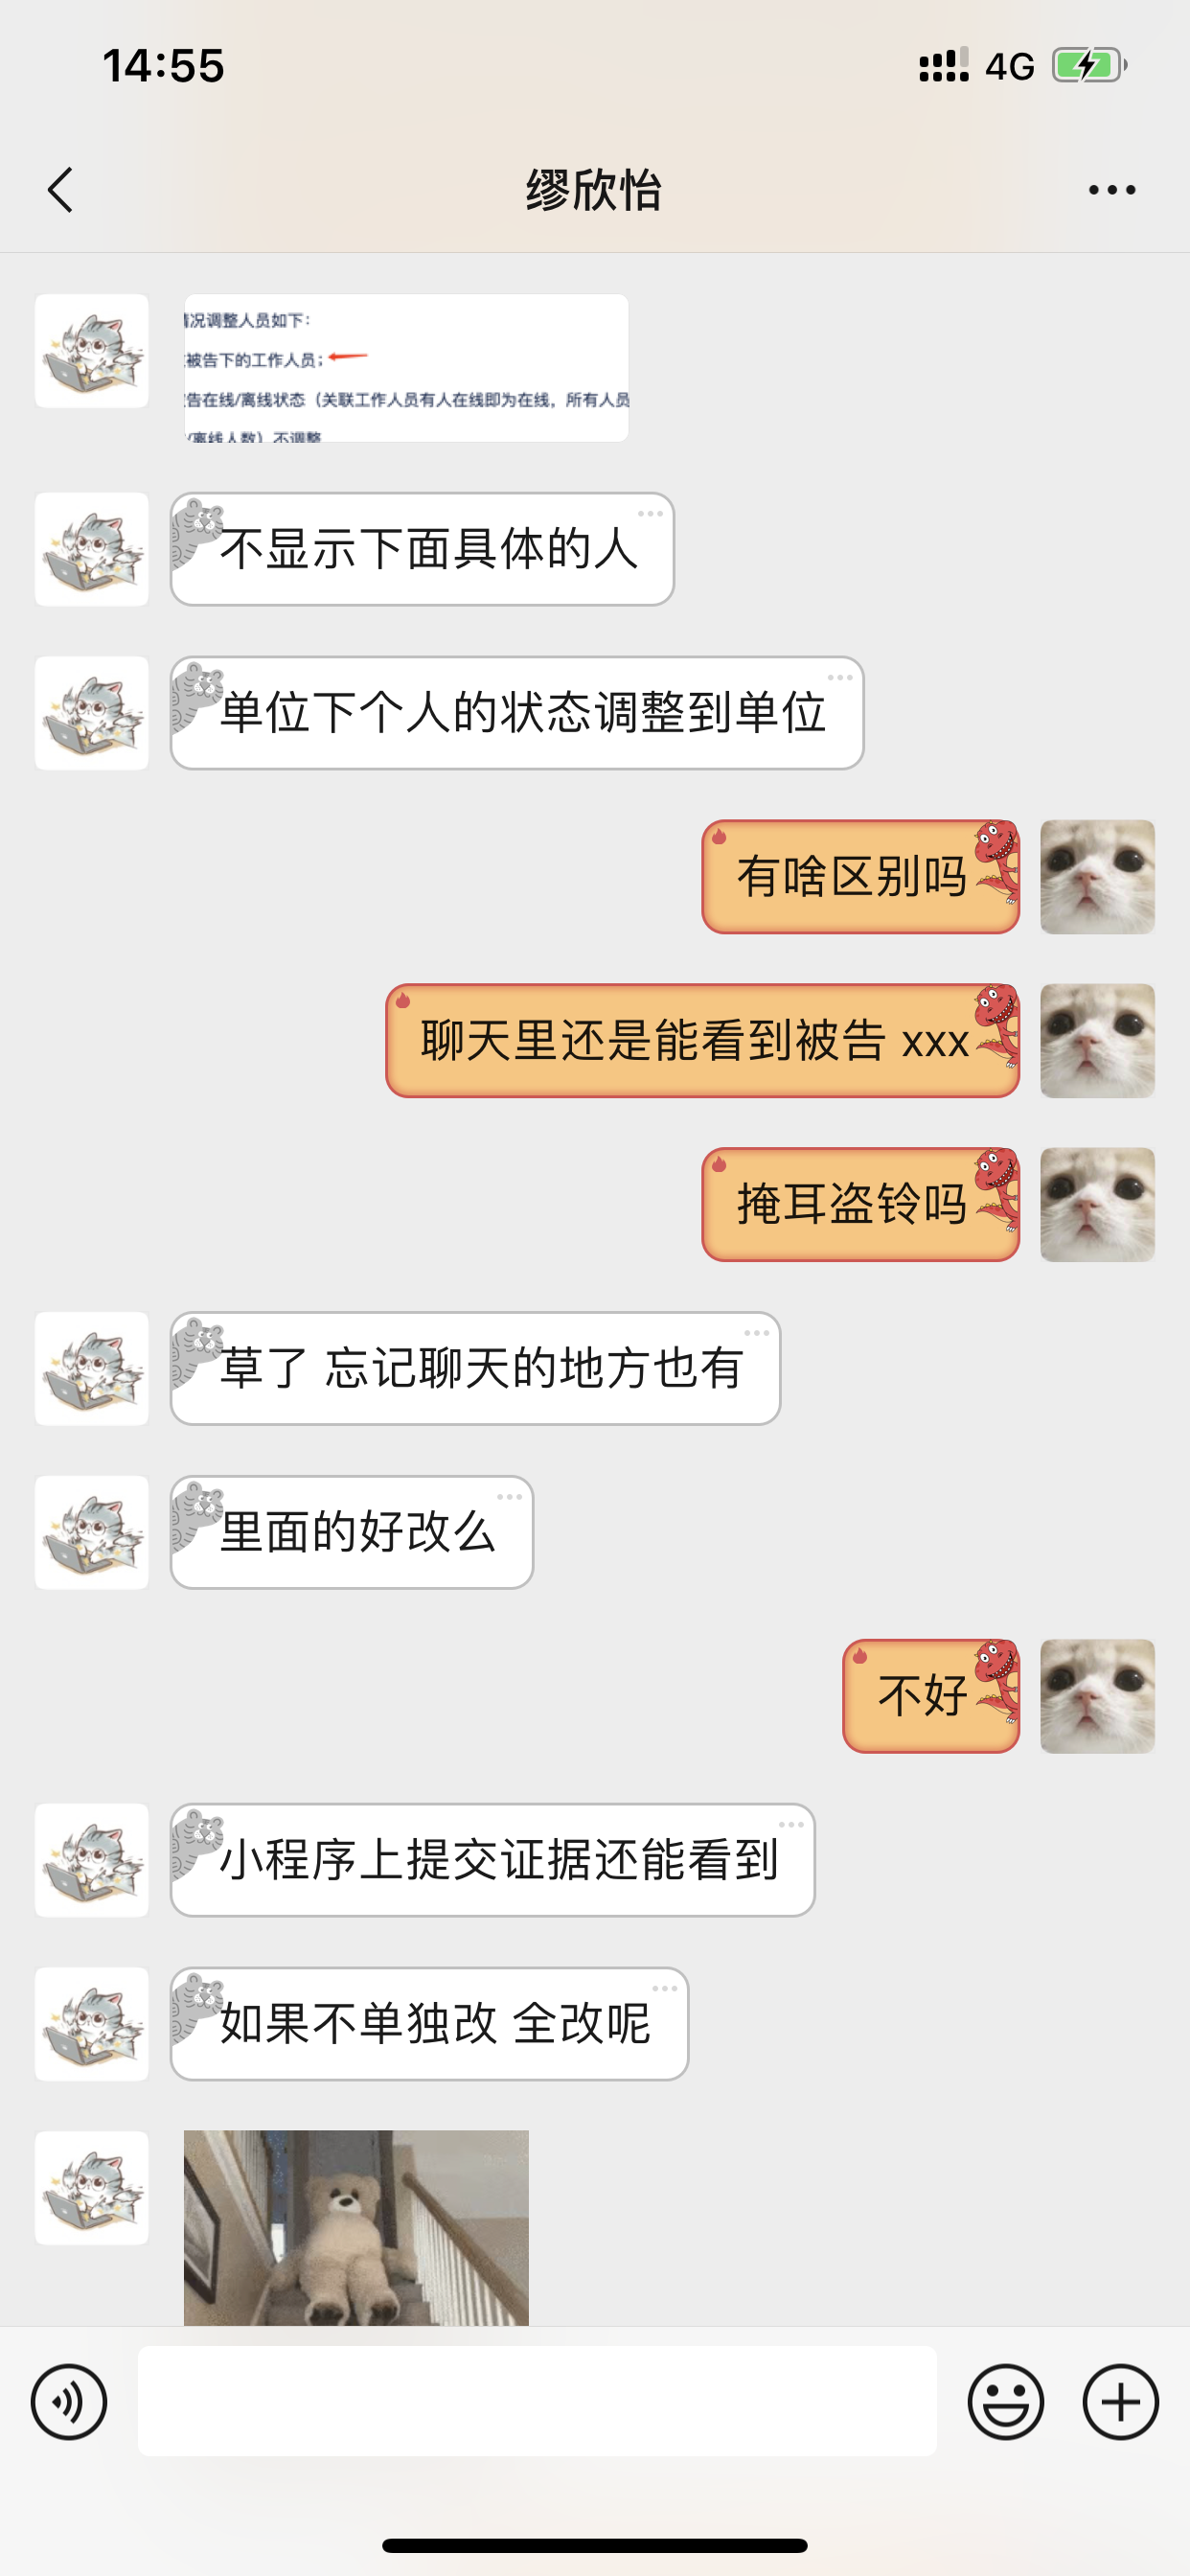 14:55
4G
缪欣怡
情况调整人员如下：
被告下的工作人员；
告在线/离线状态（关联工作人员有人在线即为在线，所有人员
/离线人数）不调整
不显示下面具体的人
单位下个人的状态调整到单位
有啥区别吗
聊天里还是能看到被告 xxx
掩耳盗铃吗
草了 忘记聊天的地方也有
里面的好改么
不好
小程序上提交证据还能看到
如果不单独改 全改呢